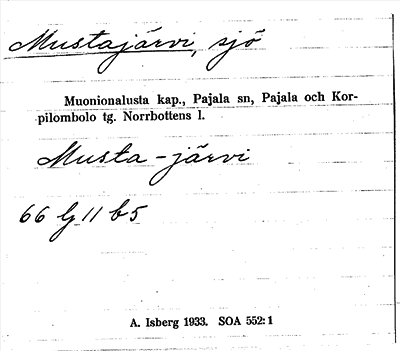 Mustajärvi, sjö
Muonionalusta kap., Pajala sn, Pajala och Kor-
pilombolo tg. Norrbottens l.
Musta-järvi
66 G 11 b5
A. Isberg 1933. SOA 552:1